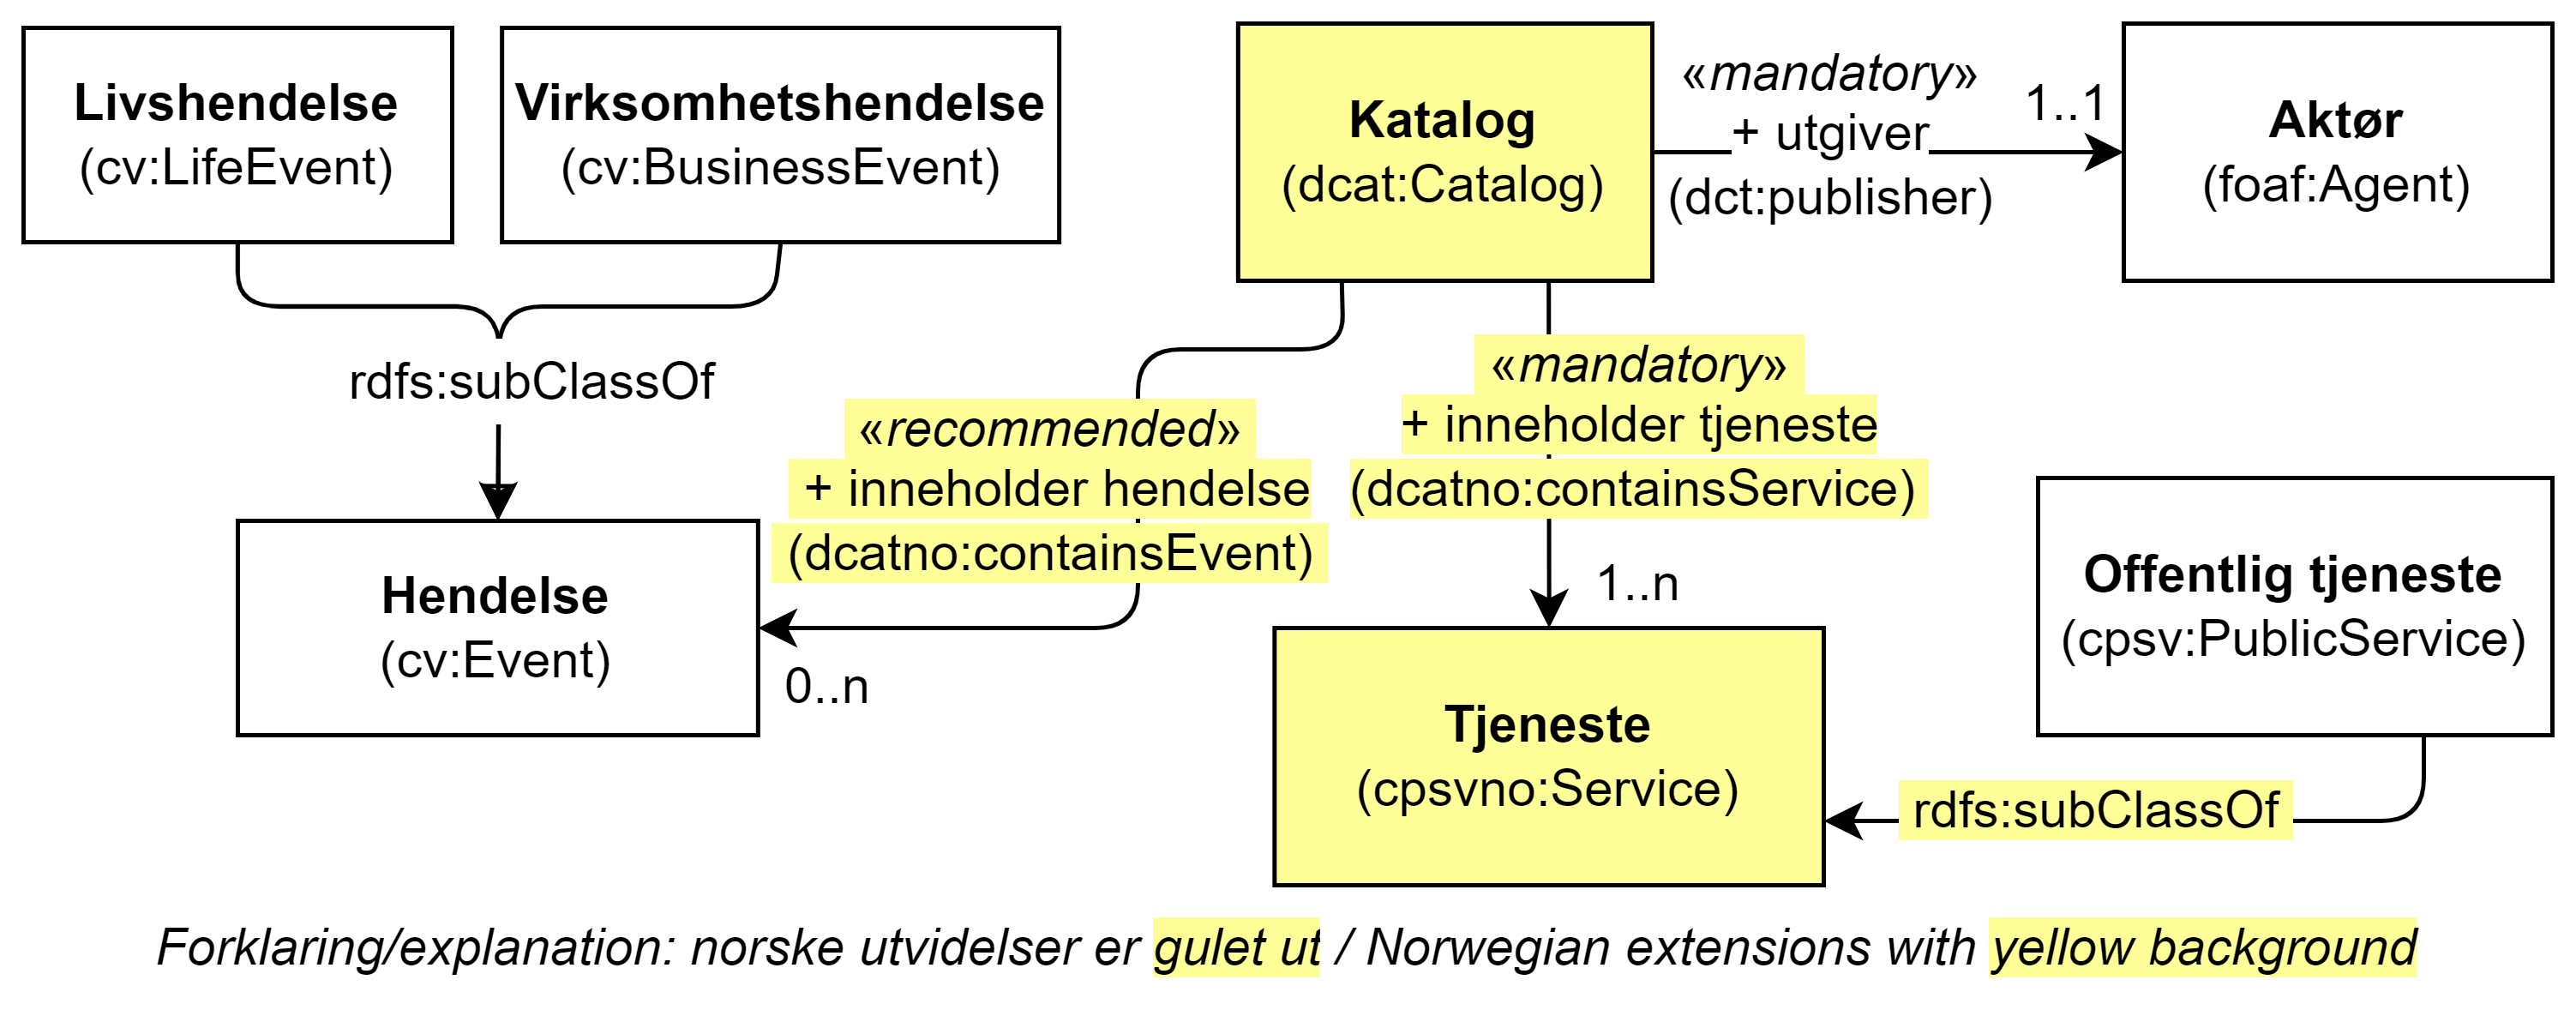 Livshendelse
(cv:LifeEvent)
Virksomhetshendelse
(cv:BusinessEvent)
Katalog
(dcat:Catalog)
«mandatory»
+ utgiver
(dct:publisher)
1..1
Aktør
(foaf:Agent)
rdfs:subClassOf
«recommended»
+ inneholder hendelse
(dcatno:containsEvent)
0..n
«mandatory»
+ inneholder tjeneste
(dcatno:containsService)
1..n
Hendelse
(cv:Event)
Tjeneste
(cpsvno:Service)
Offentlig tjeneste
(cpsv:PublicService)
rdfs:subClassOf
Forklaring/explanation: norske utvidelser er gulet ut / Norwegian extensions with yellow background